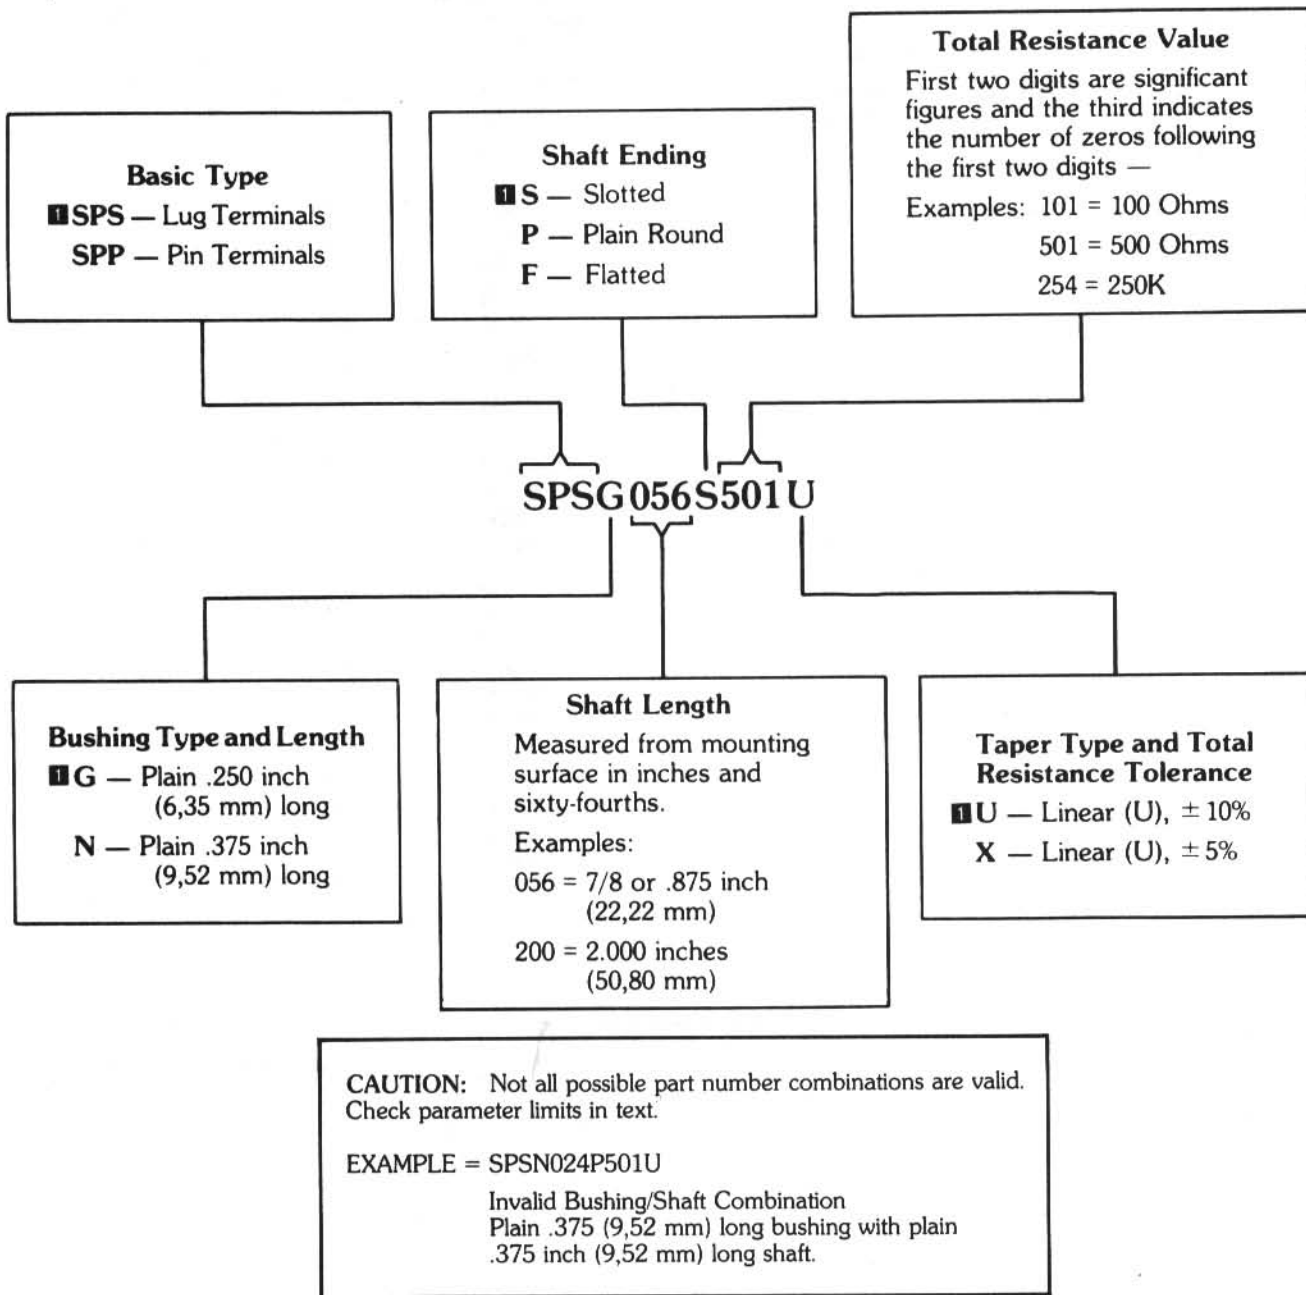 Total Resistance Value
First two digits are significant
figures and the third indicates
the number of zeros following
the first two digits —
Examples: 101 = 100 Ohms
501 = 500 Ohms
254 = 250K
Basic Type
1 SPS — Lug Terminals
SPP — Pin Terminals
Shaft Ending
1 S — Slotted
P — Plain Round
F — Flatted
SPSG056S501U
Bushing Type and Length
1 G — Plain .250 inch
(6,35 mm) long
N — Plain .375 inch
(9,52 mm) long
Shaft Length
Measured from mounting
surface in inches and
sixty-fourths.
Examples:
056 = 7/8 or .875 inch
(22,22 mm)
200 = 2.000 inches
(50,80 mm)
Taper Type and Total
Resistance Tolerance
1 U — Linear (U), ± 10%
X — Linear (U), ± 5%
CAUTION: Not all possible part number combinations are valid.
Check parameter limits in text.
EXAMPLE = SPSN024P501U
Invalid Bushing/Shaft Combination
Plain .375 (9,52 mm) long bushing with plain
.375 inch (9,52 mm) long shaft.